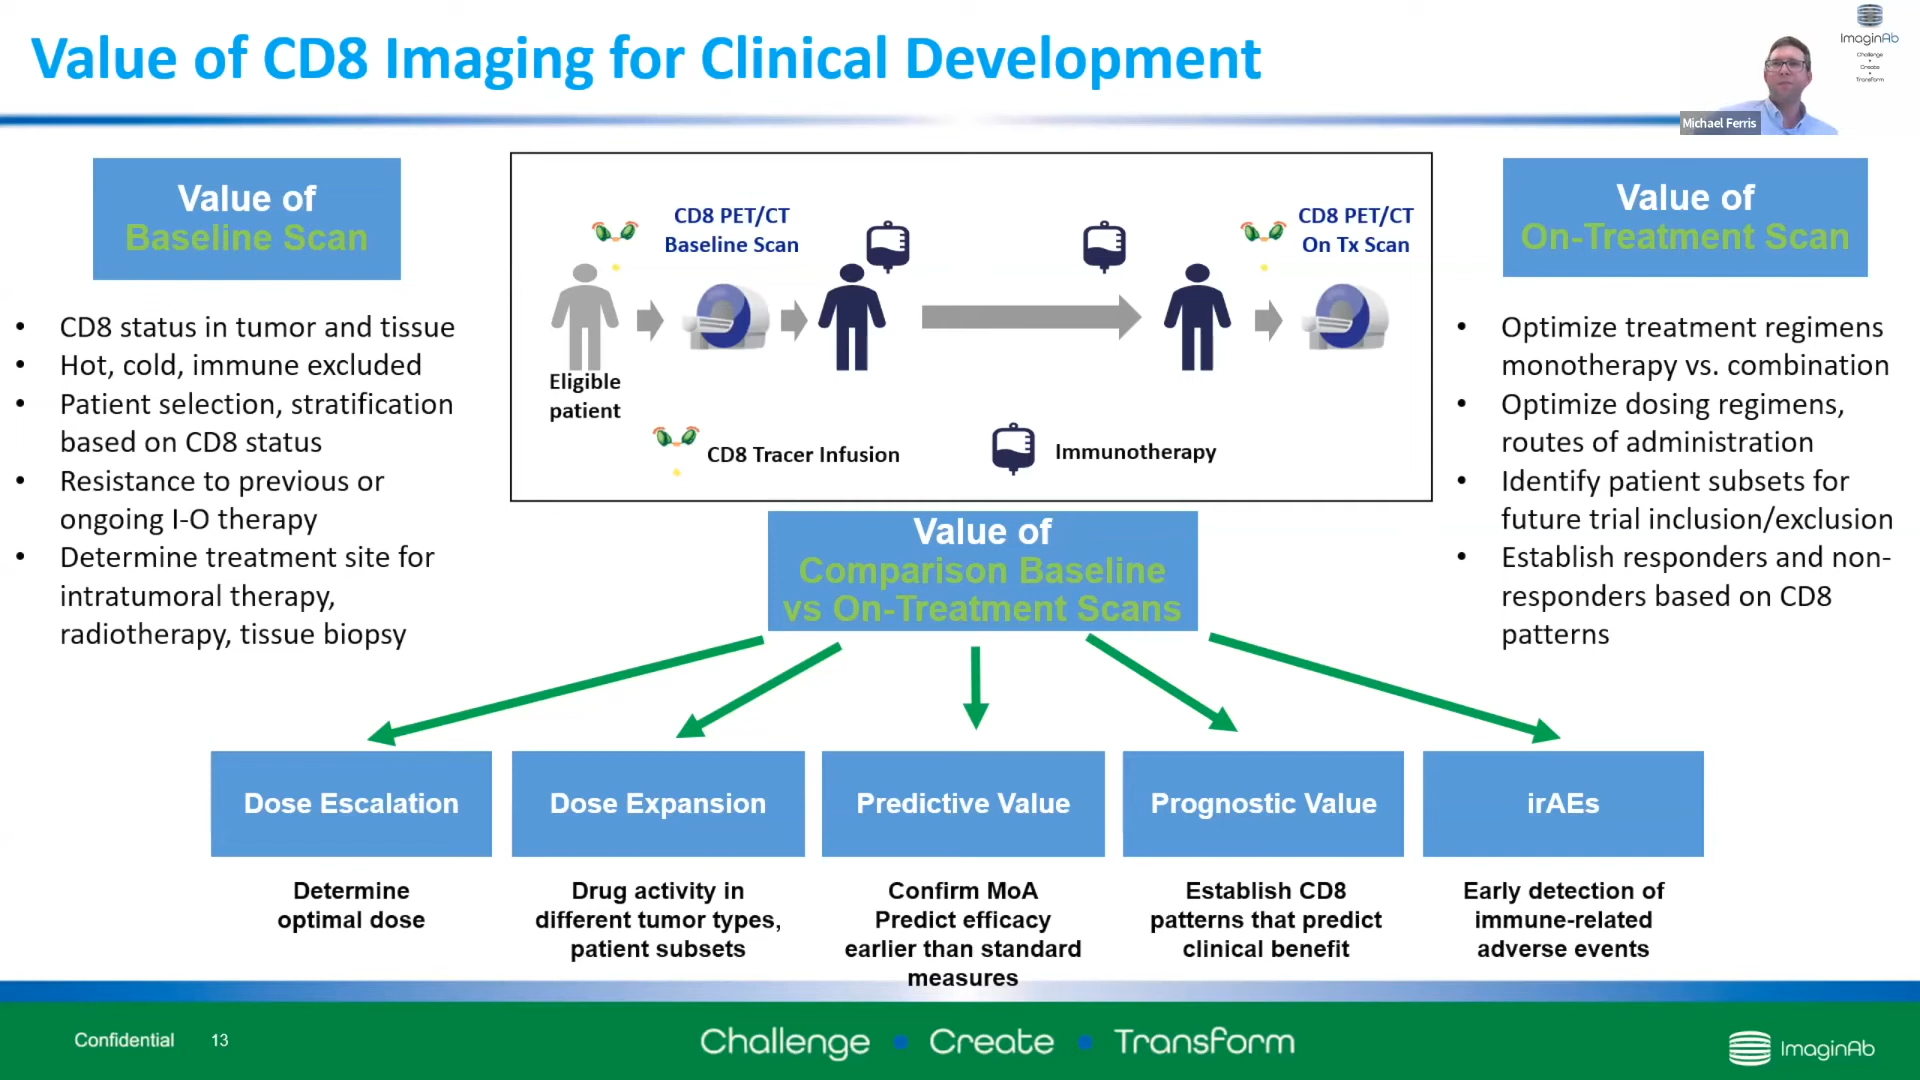 Value of CD8 Imaging for Clinical Development
ImaginAb
Challenge
Create
Transform
Michael Ferris
Value of
Baseline Scan
• CD8 status in tumor and tissue
• Hot, cold, immune excluded
• Patient selection, stratification
based on CD8 status
• Resistance to previous or
ongoing I-O therapy
• Determine treatment site for
intratumoral therapy,
radiotherapy, tissue biopsy
CD8 PET/CT
Baseline Scan
CD8 PET/CT
On Tx Scan
Eligible
patient
CD8 Tracer Infusion
Immunotherapy
Value of
On-Treatment Scan
• Optimize treatment regimens
monotherapy vs. combination
• Optimize dosing regimens,
routes of administration
• Identify patient subsets for
future trial inclusion/exclusion
• Establish responders and non-
responders based on CD8
patterns
Value of
Comparison Baseline
vs On-Treatment Scans
Dose Escalation
Determine
optimal dose
Dose Expansion
Drug activity in
different tumor types,
patient subsets
Predictive Value
Confirm MoA
Predict efficacy
earlier than standard
measures
Prognostic Value
Establish CD8
patterns that predict
clinical benefit
irAEs
Early detection of
immune-related
adverse events
Confidential 13
Challenge • Create • Transform
ImaginAb